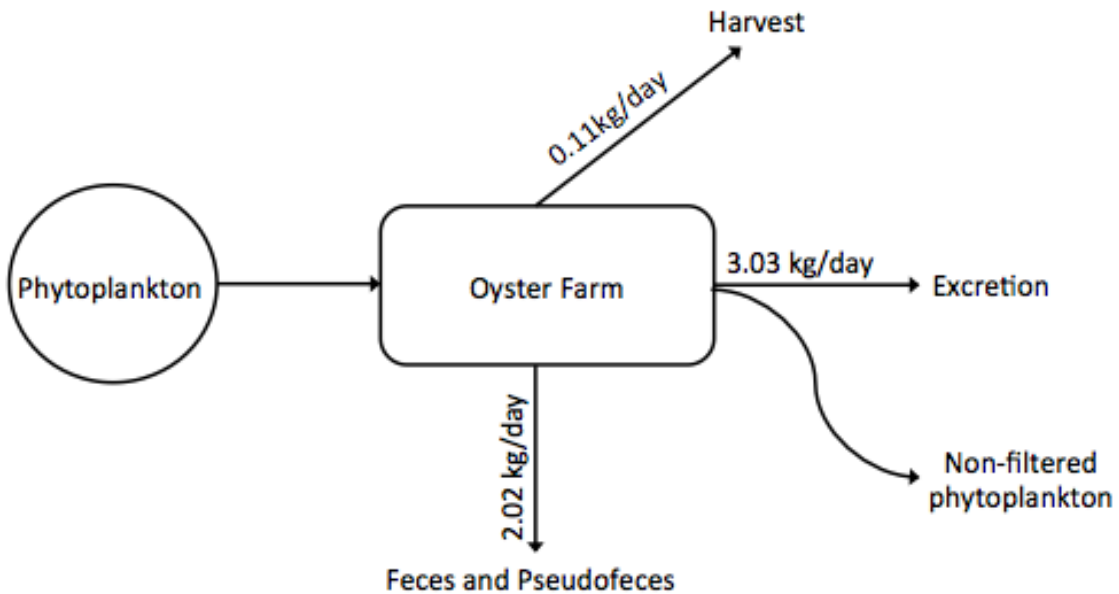 Harvest
0.11kg/day
Phytoplankton
Oyster Farm
3.03 kg/day
Excretion
2.02 kg/day
Non-filtered
phytoplankton
Feces and Pseudofeces